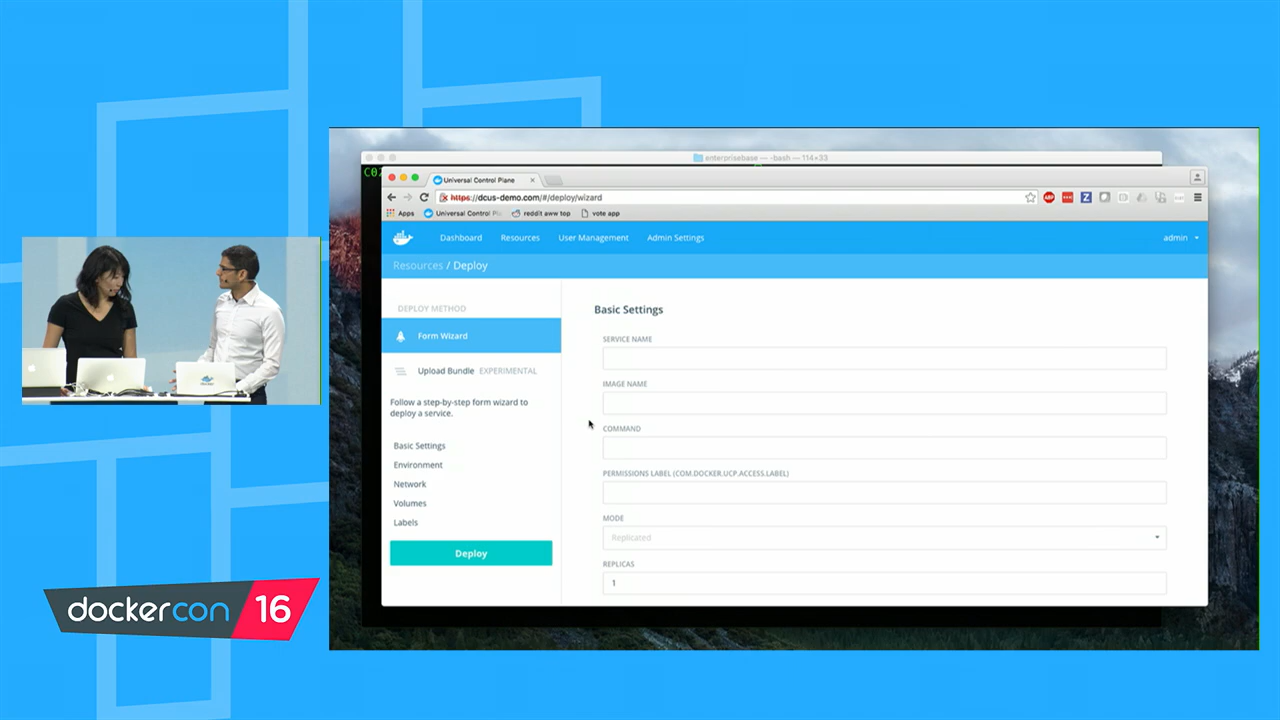 enterprisebase — -bash — 114×33
Universal Control Plane
https://dcus-demo.com/#/deploy/wizard
Apps
Universal Control Pl
reddit aww top
vote app
Dashboard
Resources
User Management
Admin Settings
admin
Resources / Deploy
DEPLOY METHOD
Form Wizard
Upload Bundle EXPERIMENTAL
Follow a step-by-step form wizard to
deploy a service.
Basic Settings
Environment
Network
Volumes
Labels
Deploy
Basic Settings
SERVICE NAME
IMAGE NAME
COMMAND
PERMISSIONS LABEL (COM.DOCKER.UCP.ACCESS.LABEL)
MODE
Replicated
REPLICAS
1
dockercon 16